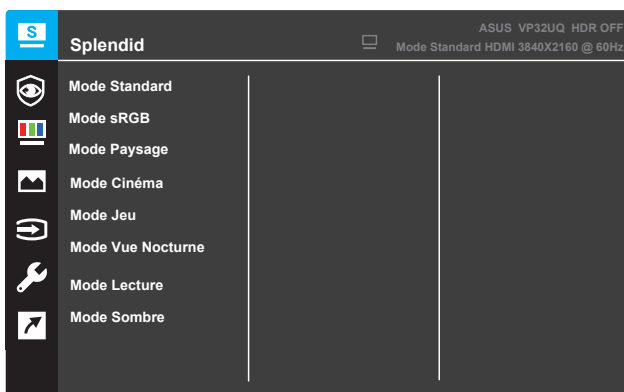 S
ASUS VP32UQ HDR OFF
Splendid
Mode Standard HDMI 3840X2160 @ 60Hz
Mode Standard
Mode sRGB
Mode Paysage
Mode Cinéma
Mode Jeu
Mode Vue Nocturne
Mode Lecture
Mode Sombre